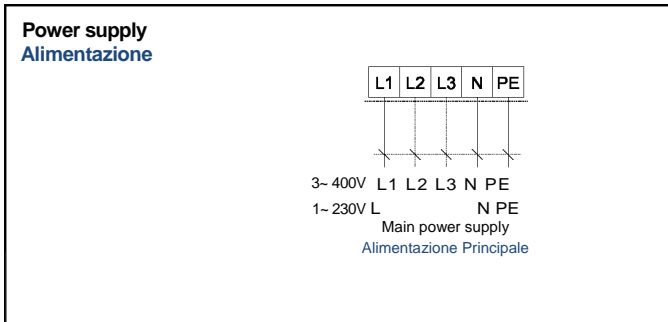 Power supply
Alimentazione
L1 L2 L3 N PE
3~ 400V L1 L2 L3 N PE
1~ 230V L N PE
Main power supply
Alimentazione Principale